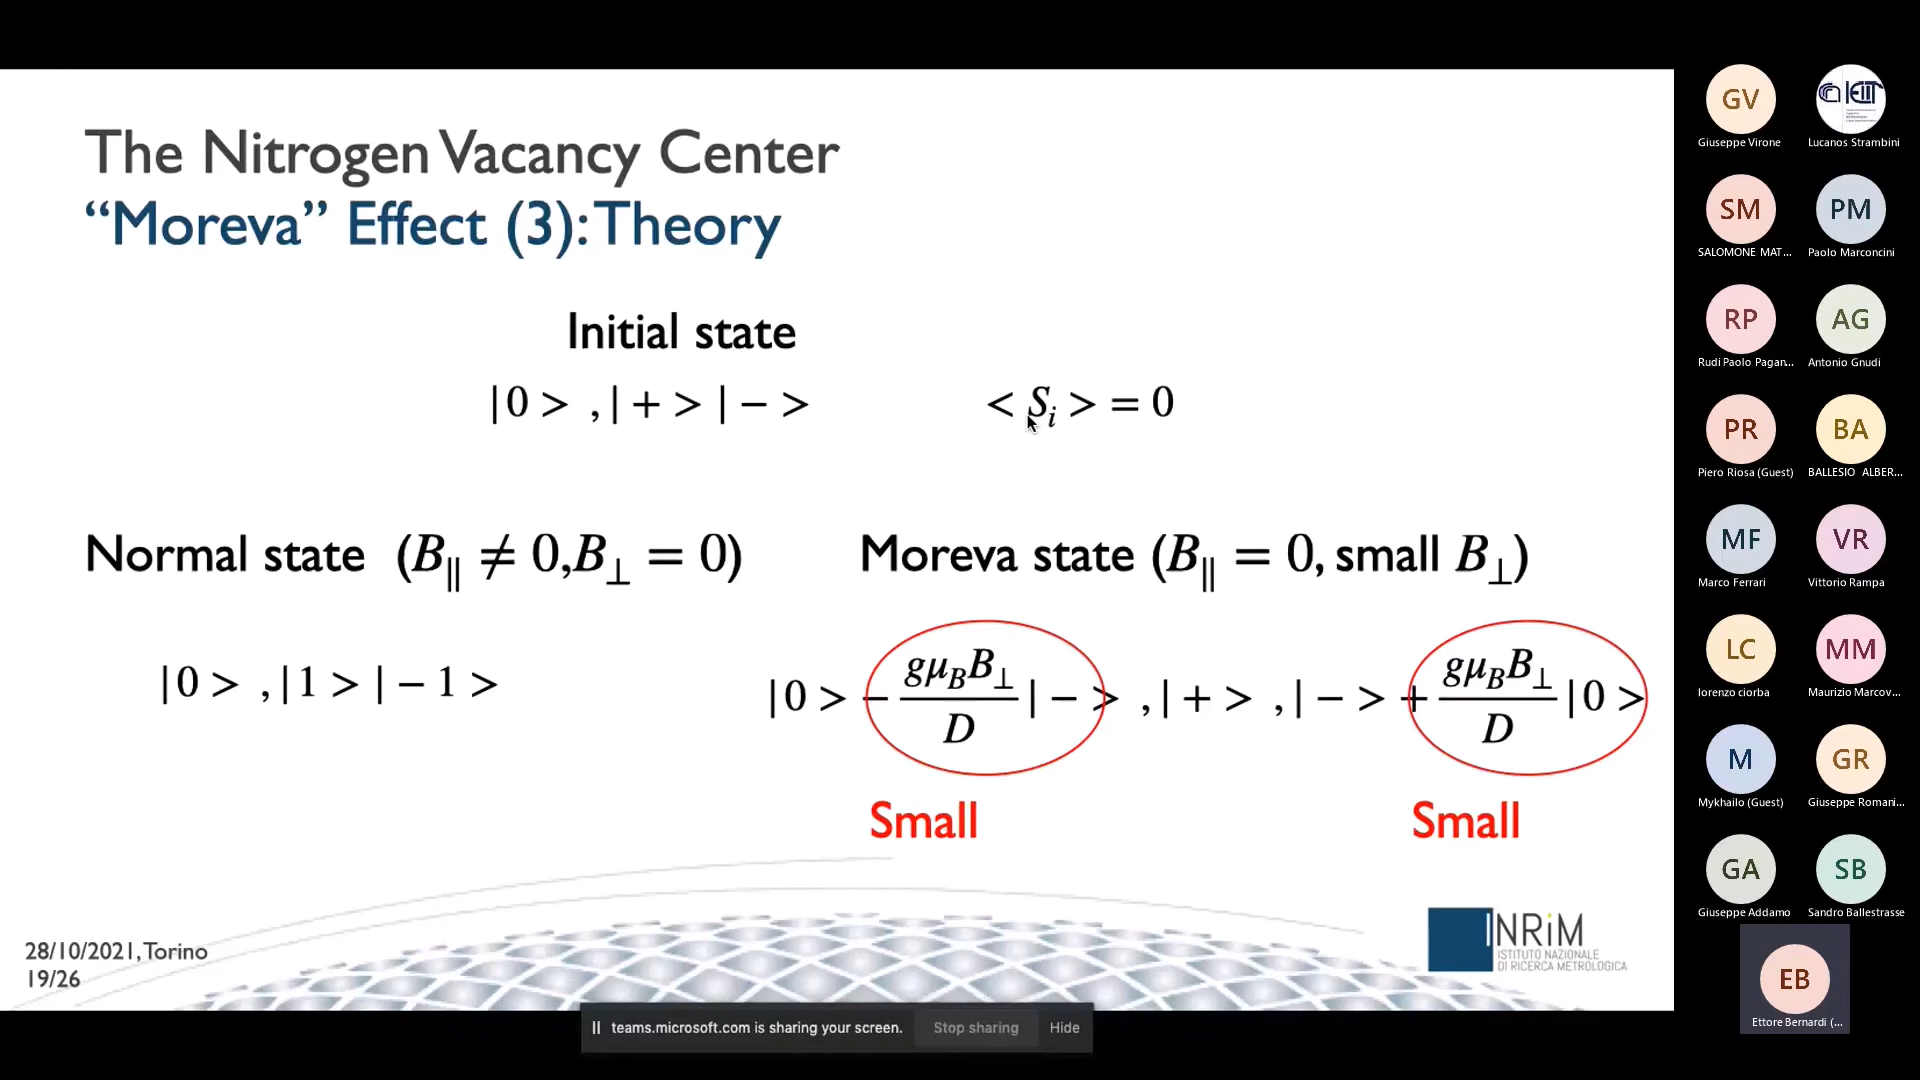 The Nitrogen Vacancy Center
“Moreva” Effect (3): Theory
Initial state
|0 > ,| + > | − >
< Sᵢ > = 0
Normal state (B∥ ≠ 0,B⊥ = 0)
Moreva state (B∥ = 0, small B⊥)
|0 > ,|1 > | − 1 >
|0 > − gμ_B B⊥ / D | − > ,| + > ,| − > + gμ_B B⊥ / D |0 >
Small
Small
28/10/2021,Torino
19/26
INRiM
ISTITUTO NAZIONALE
DI RICERCA METROLOGICA
teams.microsoft.com is sharing your screen.
Stop sharing
Hide
GV
Giuseppe Virone
IEIIT
Lucanos Strambini
SM
SALOMONE MAT...
PM
Paolo Marconcini
RP
Rudi Paolo Pagan...
AG
Antonio Gnudi
PR
Piero Riosa (Guest)
BA
BALLESIO ALBER...
MF
Marco Ferrari
VR
Vittorio Rampa
LC
lorenzo ciorba
MM
Maurizio Marcov...
M
Mykhailo (Guest)
GR
Giuseppe Romani...
GA
Giuseppe Addamo
SB
Sandro Ballestrasse
EB
Ettore Bernardi (...